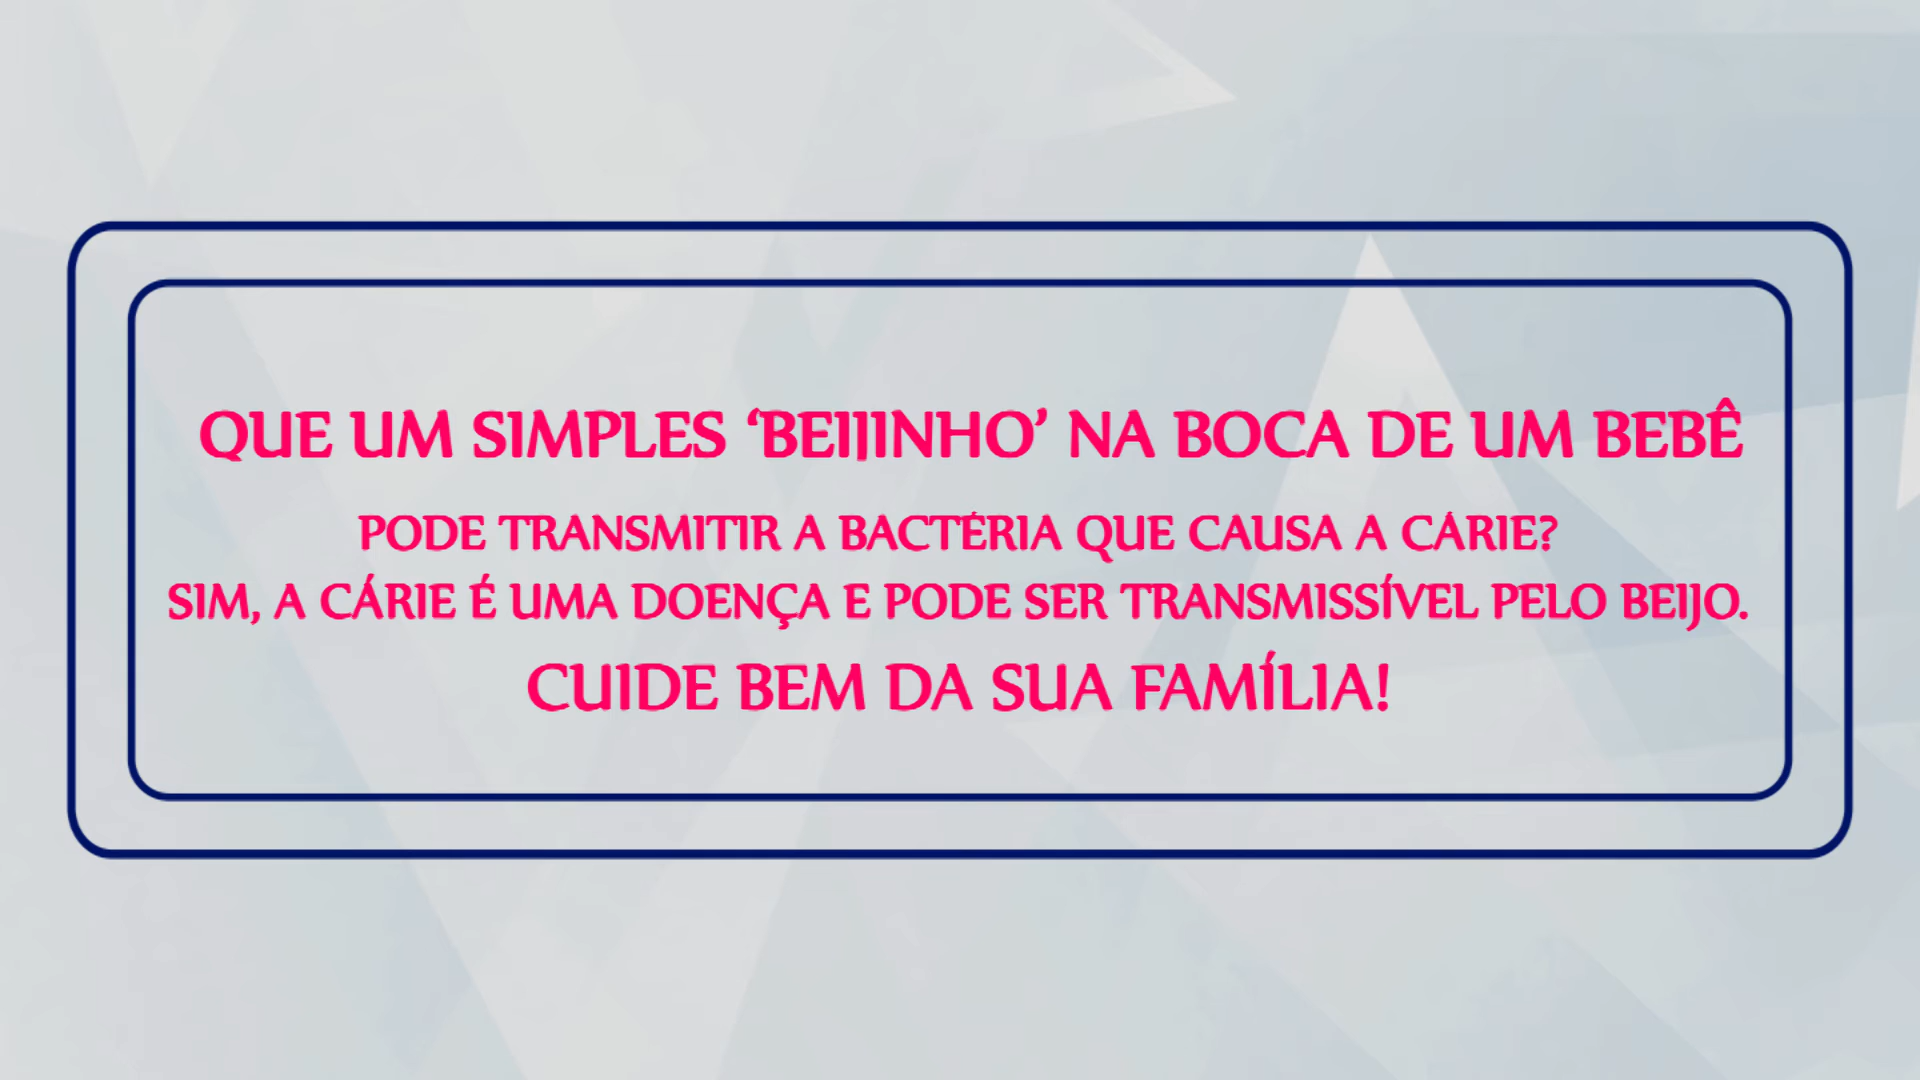 QUE UM SIMPLES ‘BEIJINHO’ NA BOCA DE UM BEBÊ
PODE TRANSMITIR A BACTÉRIA QUE CAUSA A CÁRIE?
SIM, A CÁRIE É UMA DOENÇA E PODE SER TRANSMISSÍVEL PELO BEIJO.
CUIDE BEM DA SUA FAMÍLIA!